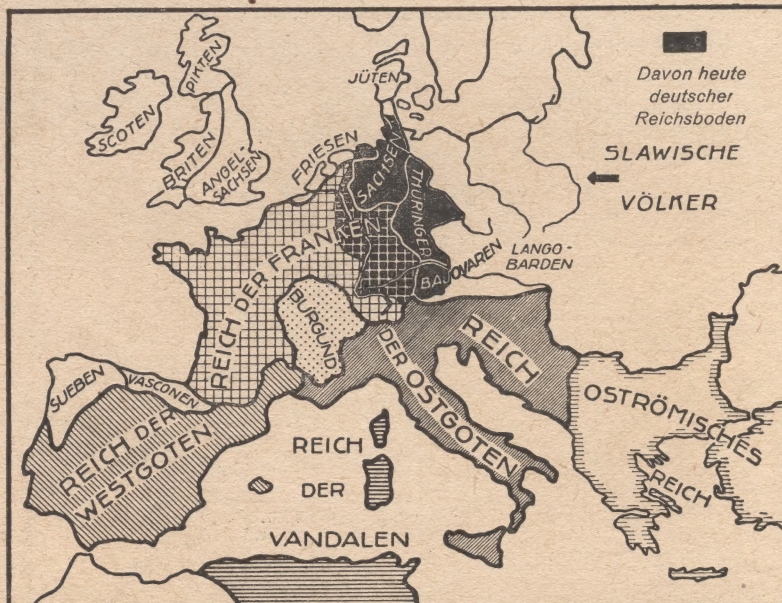 PIKTEN
SCOTEN
BRITEN
ANGEL-
SACHSEN
JÜTEN
FRIESEN
SACHSEN
THÜRINGER
Davon heute
deutscher
Reichsboden
SLAWISCHE
VÖLKER
REICH DER FRANKEN
BAJOVAREN
LANGO-
BARDEN
BURGUND
SUEBEN
VASCONEN
REICH DER
WESTGOTEN
REICH
DER OSTGOTEN
OSTRÖMISCHES
REICH
REICH
DER
VANDALEN